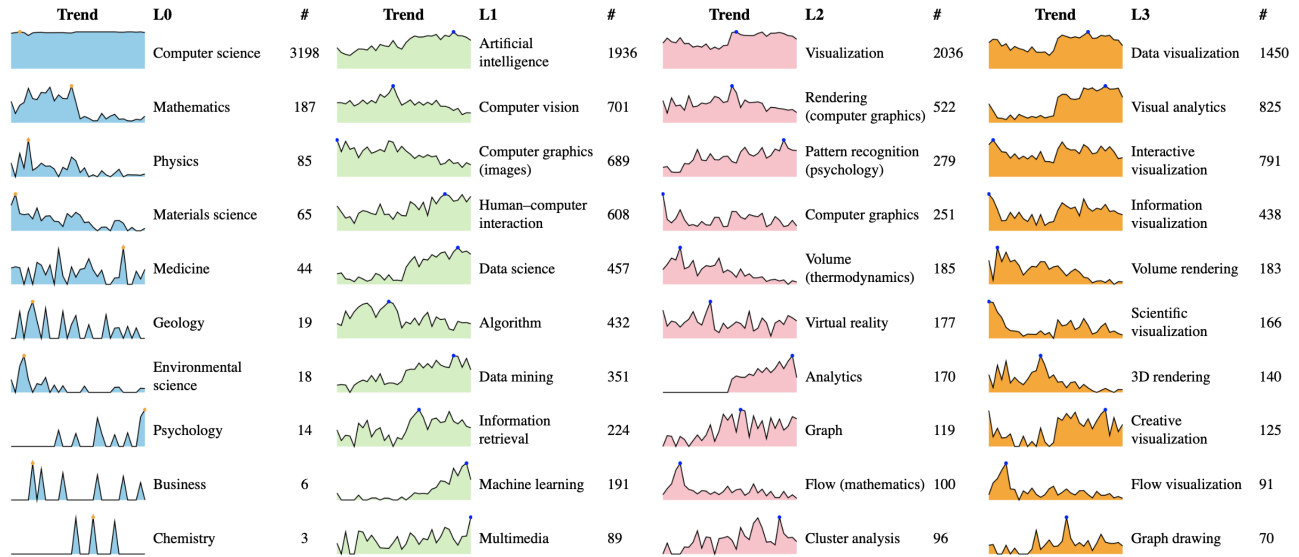 Trend L0 # Trend L1 # Trend L2 # Trend L3 #
Computer science 3198 Artificial intelligence 1936 Visualization 2036 Data visualization 1450
Mathematics 187 Computer vision 701 Rendering (computer graphics) 522 Visual analytics 825
Physics 85 Computer graphics (images) 689 Pattern recognition (psychology) 279 Interactive visualization 791
Materials science 65 Human–computer interaction 608 Computer graphics 251 Information visualization 438
Medicine 44 Data science 457 Volume (thermodynamics) 185 Volume rendering 183
Geology 19 Algorithm 432 Virtual reality 177 Scientific visualization 166
Environmental science 18 Data mining 351 Analytics 170 3D rendering 140
Psychology 14 Information retrieval 224 Graph 119 Creative visualization 125
Business 6 Machine learning 191 Flow (mathematics) 100 Flow visualization 91
Chemistry 3 Multimedia 89 Cluster analysis 96 Graph drawing 70